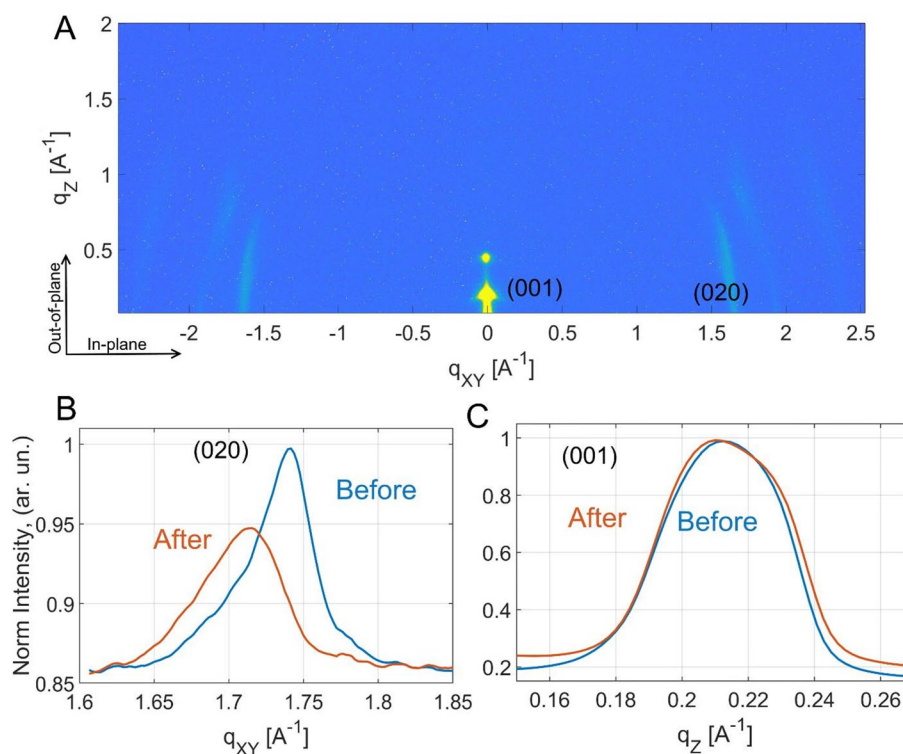 A
2
1.5
1
0.5
q_Z [A^-1]
Out-of-plane
In-plane
(001)
(020)
-2 -1.5 -1 -0.5 0 0.5 1 1.5 2 2.5
q_XY [A^-1]
B
(020)
Before
After
1
0.95
0.9
0.85
Norm Intensity, (ar. un.)
1.6 1.65 1.7 1.75 1.8 1.85
q_XY [A^-1]
C
(001)
After
Before
1
0.8
0.6
0.4
0.2
0.16 0.18 0.2 0.22 0.24 0.26
q_Z [A^-1]